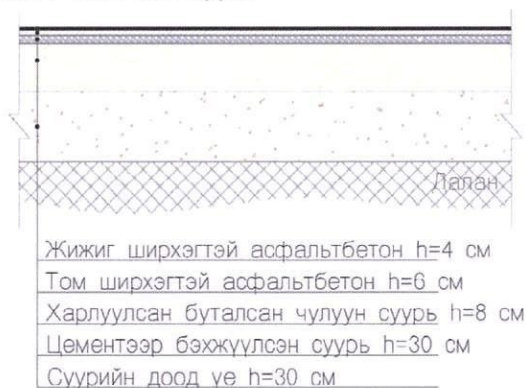 Далан
Жижиг ширхэгтэй асфальтбетон h=4 см
Том ширхэгтэй асфальтбетон h=6 см
Харлуулсан буталсан чулуун суурь h=8 см
Цементээр бэхжүүлсэн суурь h=30 см
Суурийн доод үе h=30 см